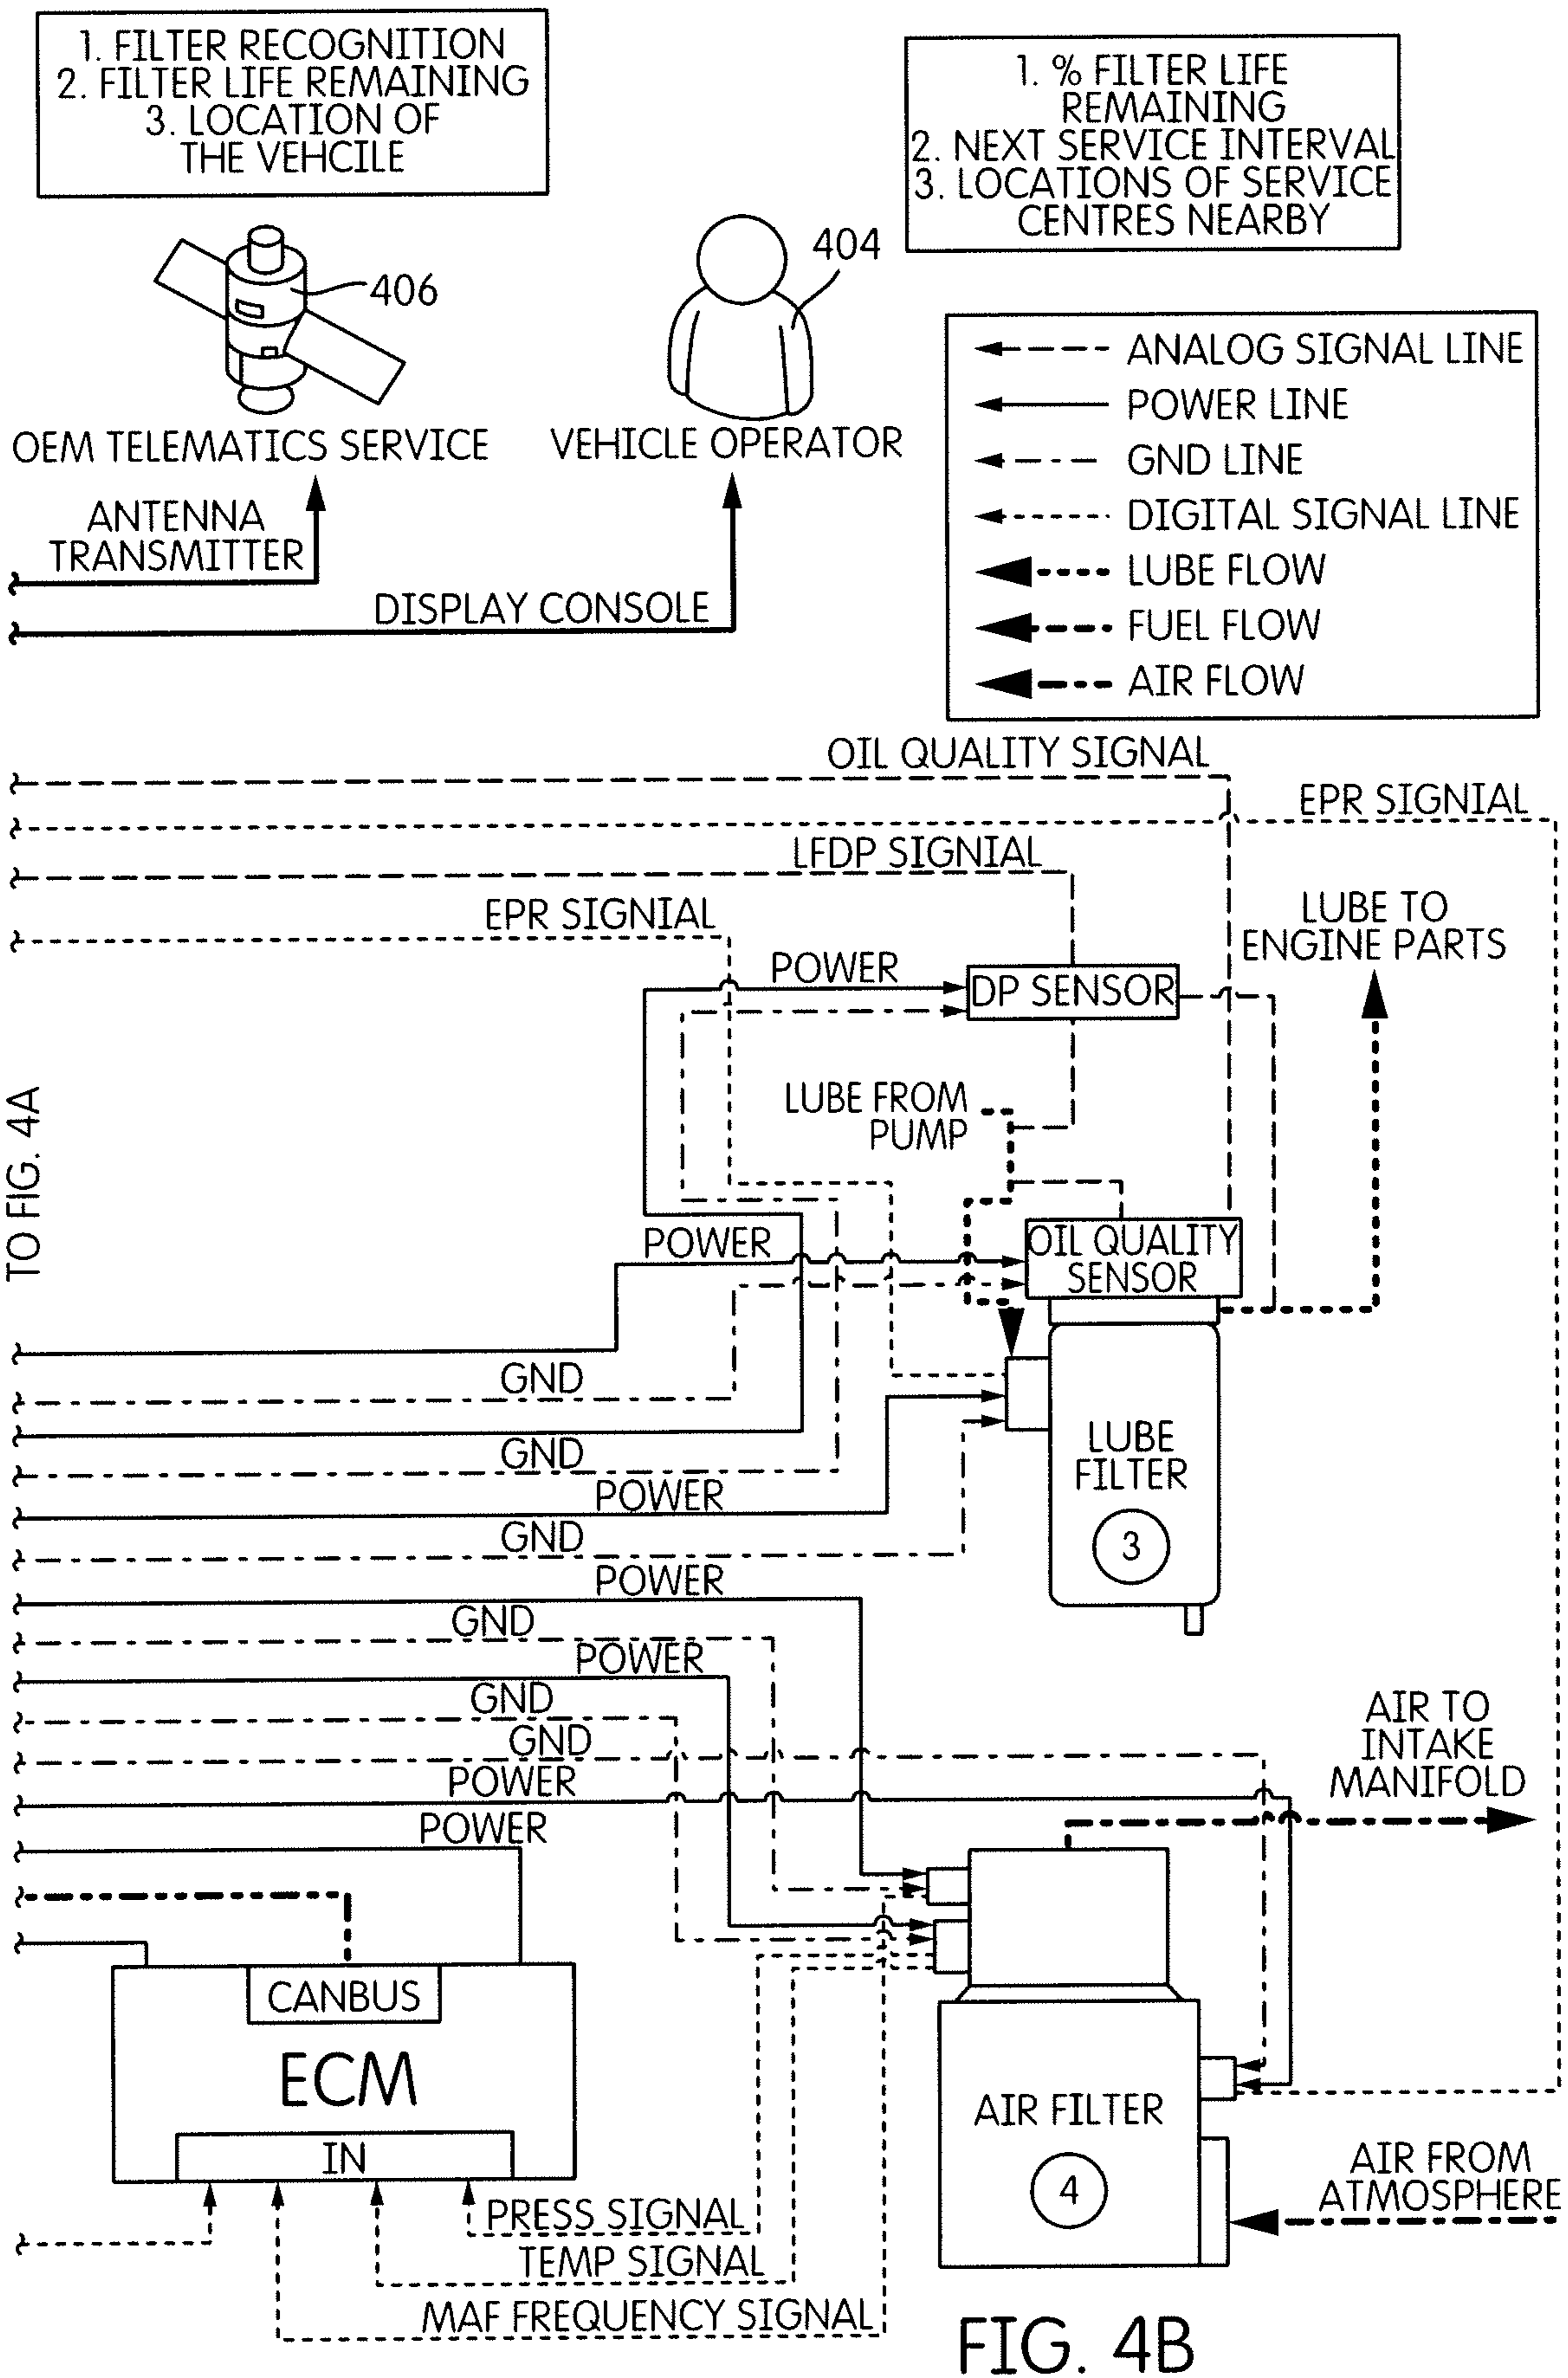 1. FILTER RECOGNITION
2. FILTER LIFE REMAINING
3. LOCATION OF
THE VEHCILE
1. % FILTER LIFE
REMAINING
2. NEXT SERVICE INTERVAL
3. LOCATIONS OF SERVICE
CENTRES NEARBY
406
404
OEM TELEMATICS SERVICE
VEHICLE OPERATOR
ANALOG SIGNAL LINE
POWER LINE
GND LINE
DIGITAL SIGNAL LINE
LUBE FLOW
FUEL FLOW
AIR FLOW
ANTENNA
TRANSMITTER
DISPLAY CONSOLE
OIL QUALITY SIGNAL
EPR SIGNIAL
LFDP SIGNIAL
EPR SIGNIAL
LUBE TO
ENGINE PARTS
POWER
DP SENSOR
LUBE FROM
PUMP
TO FIG. 4A
POWER
OIL QUALITY
SENSOR
GND
GND
POWER
GND
LUBE
FILTER
3
POWER
GND
POWER
GND
GND
POWER
POWER
AIR TO
INTAKE
MANIFOLD
CANBUS
ECM
IN
AIR FILTER
4
AIR FROM
ATMOSPHERE
PRESS SIGNAL
TEMP SIGNAL
MAF FREQUENCY SIGNAL
FIG. 4B